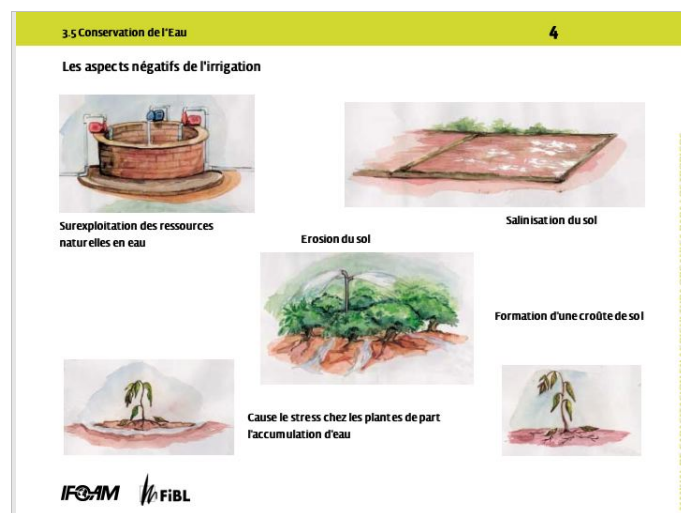 3.5 Conservation de l'Eau
4
Les aspects négatifs de l'irrigation
Surexploitation des ressources
naturelles en eau
Salinisation du sol
Erosion du sol
Formation d'une croûte de sol
Cause le stress chez les plantes de part
l'accumulation d'eau
IFOAM
FiBL